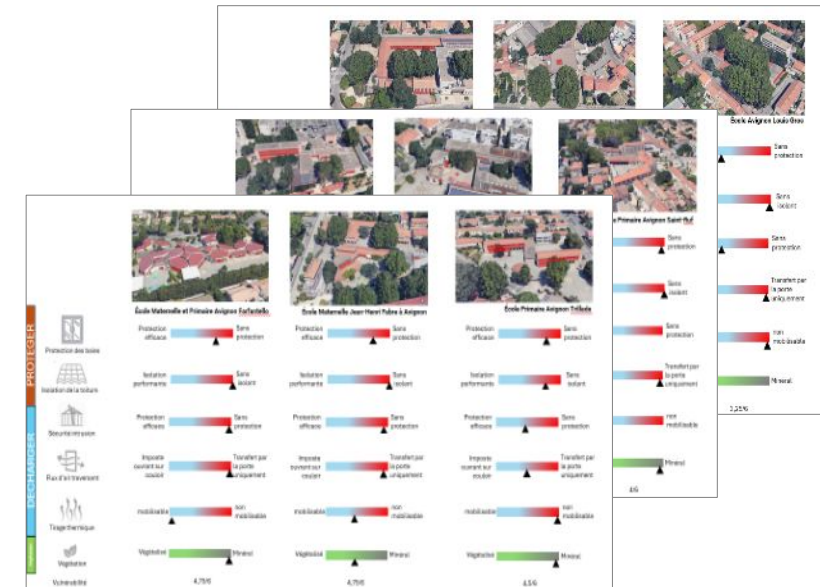 École Avignon Louis Gros
Sans
protection
Sans
isolant
Sans
protection
Transfert par
la porte
uniquement
non
mobilisable
Minéral
3,25/6
Primaire Avignon Saint-Ruf
Sans
protection
Sans
isolant
Sans
protection
Transfert par
la porte
uniquement
non
mobilisable
Minéral
4/6
École Maternelle et Primaire Avignon Farfantello
École Maternelle Jean-Henri Fabre à Avignon
École Primaire Avignon Trillade
PROTEGER
Protection des baies
Protection
efficace
Sans
protection
Protection
efficace
Sans
protection
Protection
efficace
Sans
protection
Isolation de la toiture
Isolation
performante
Sans
isolant
Isolation
performante
Sans
isolant
Isolation
performante
Sans
isolant
DECHARGER
Sécurité intrusion
Protection
efficace
Sans
protection
Protection
efficace
Sans
protection
Protection
efficace
Sans
protection
Flux d'air traversant
Imposte
ouvrant sur
couloir
Transfert par
la porte
uniquement
Imposte
ouvrant sur
couloir
Transfert par
la porte
uniquement
Imposte
ouvrant sur
couloir
Transfert par
la porte
uniquement
Tirage thermique
mobilisable
non
mobilisable
mobilisable
non
mobilisable
mobilisable
non
mobilisable
Végétation
Végétalisé
Minéral
Végétalisé
Minéral
Végétalisé
Minéral
Vulnérabilité
4,75/6
4,75/6
4,5/6